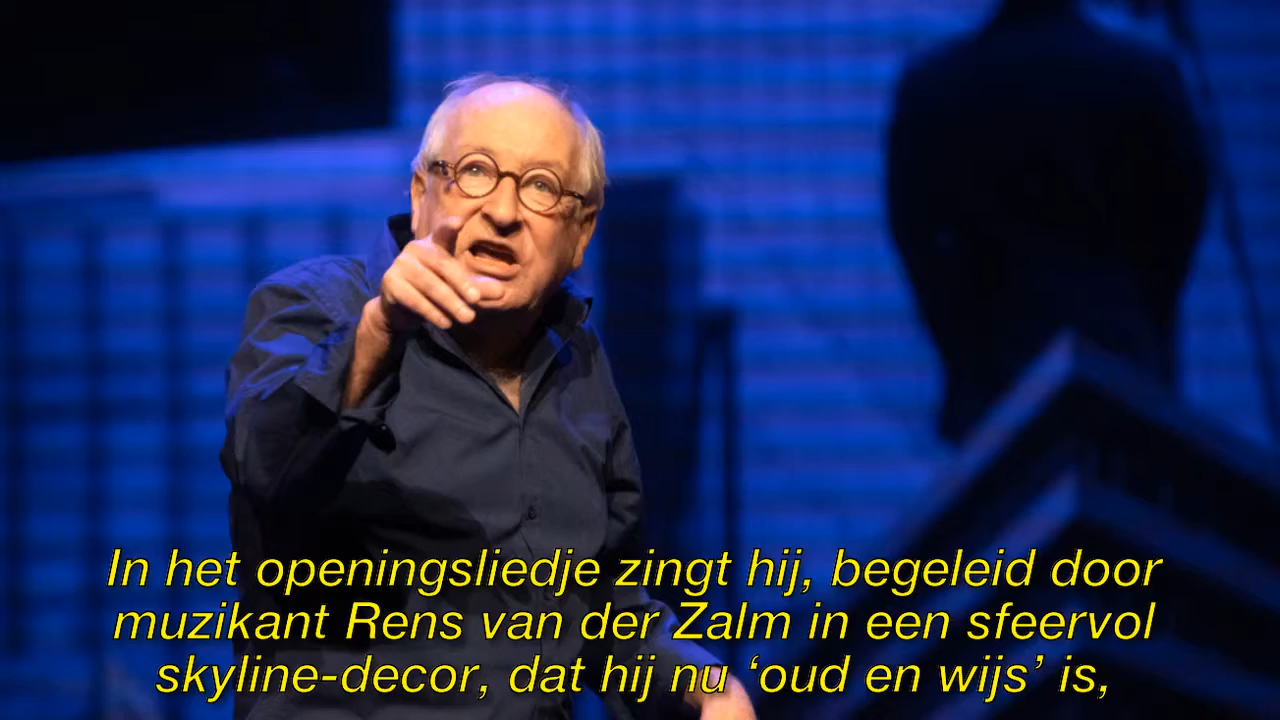 In het openingsliedje zingt hij, begeleid door
muzikant Rens van der Zalm in een sfeervol
skyline-decor, dat hij nu ‘oud en wijs’ is,